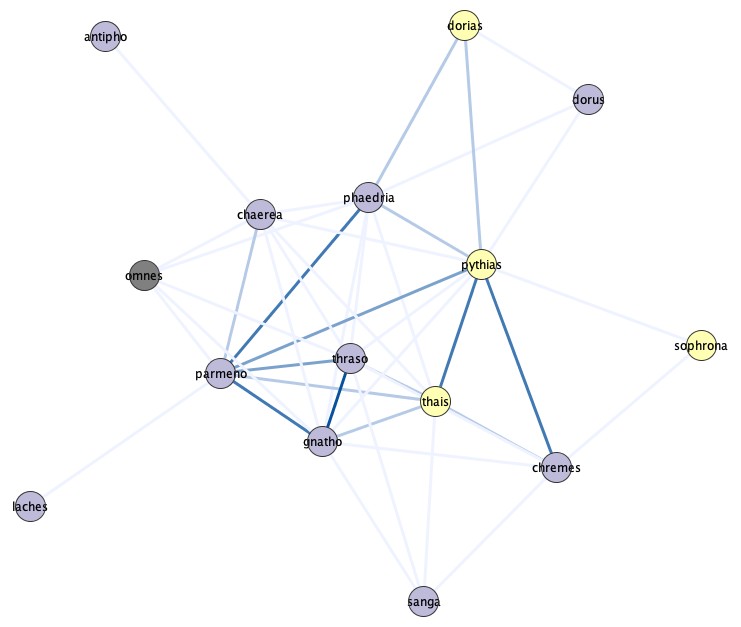 dorias
antipho
dorus
phaedria
chaerea
pythias
omnes
sophrona
thraso
parmeno
thais
gnatho
chremes
laches
sanga